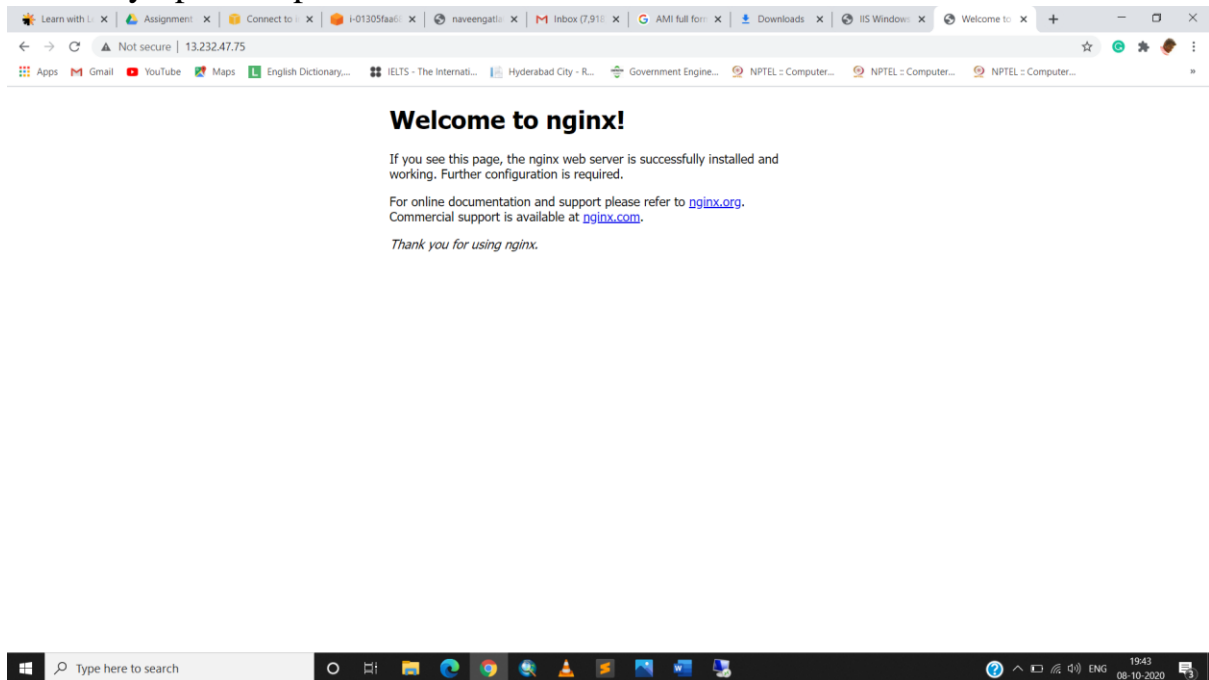 Learn with Lo Assignment Connect to i i-01305faa6 naveengatla Inbox (7,918 AMI full form Downloads IIS Windows Welcome to
Not secure | 13.232.47.75
Apps Gmail YouTube Maps English Dictionary,... IELTS - The Internati... Hyderabad City - R... Government Engine... NPTEL :: Computer... NPTEL :: Computer... NPTEL :: Computer... »
Welcome to nginx!
If you see this page, the nginx web server is successfully installed and
working. Further configuration is required.
For online documentation and support please refer to nginx.org.
Commercial support is available at nginx.com.
Thank you for using nginx.
Type here to search
ENG
19:43
08-10-2020
3